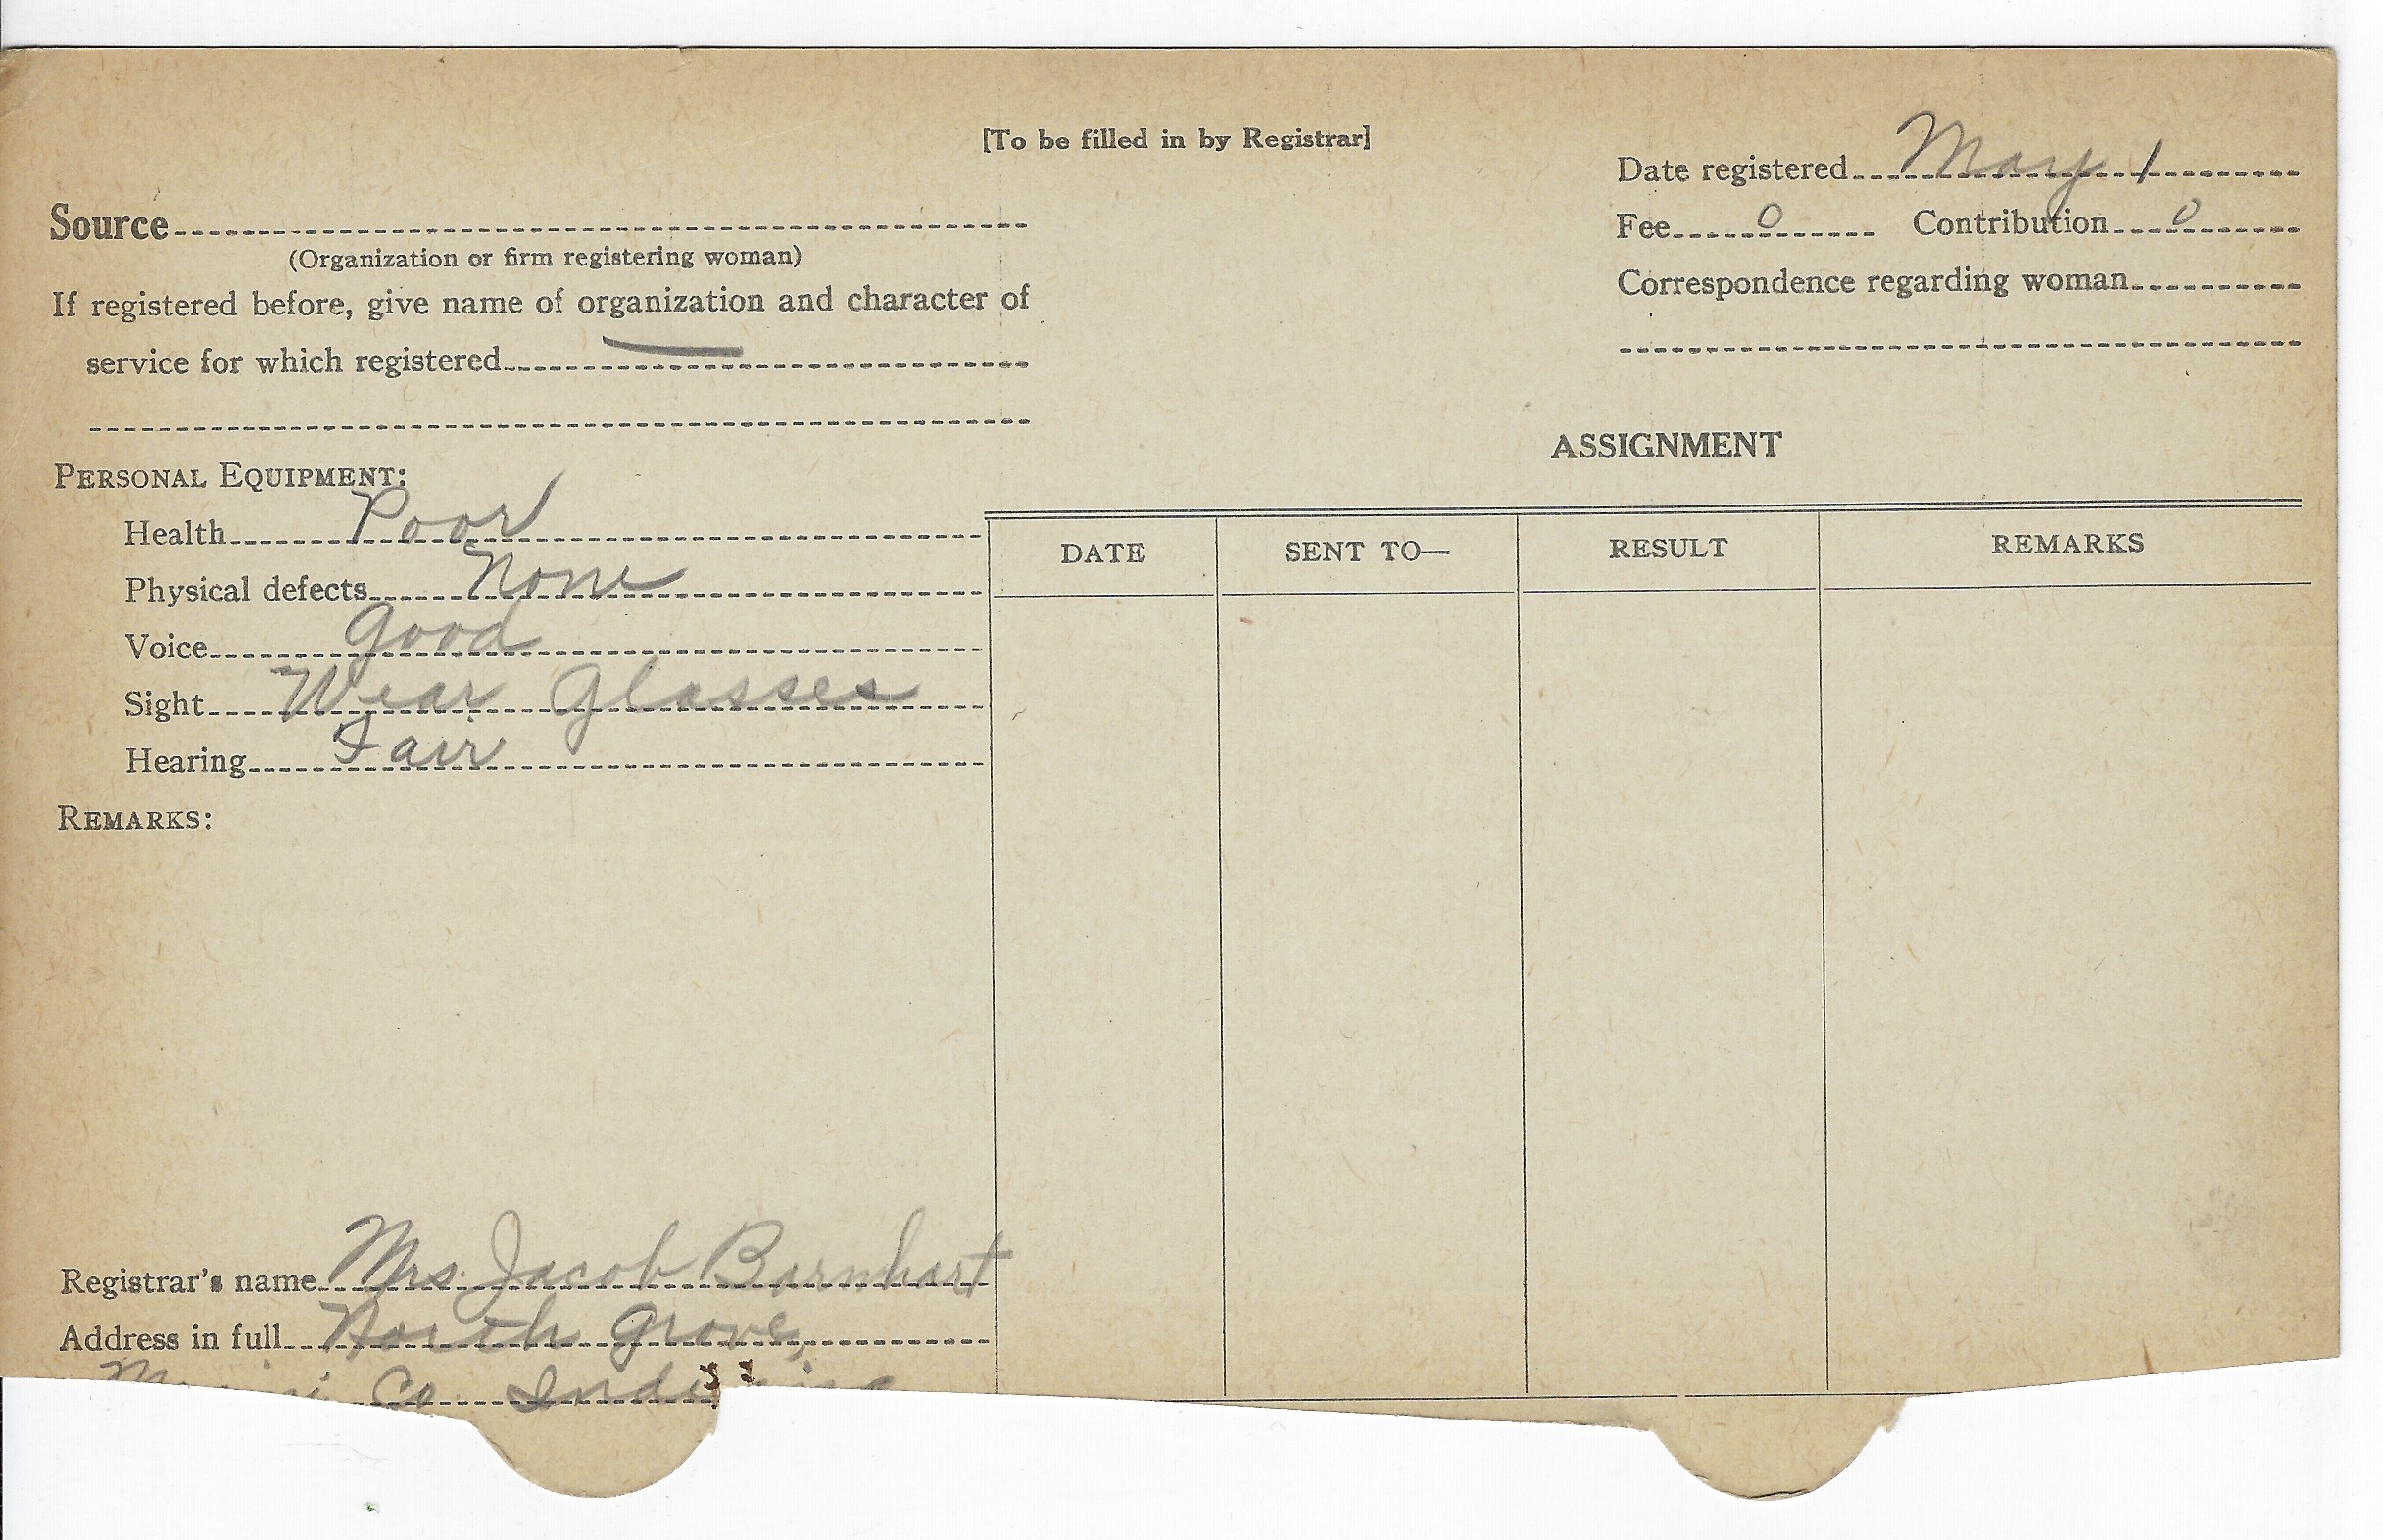 [To be filled in by Registrar]
Date registered May 1
Source
Fee 0 Contribution 0
(Organization or firm registering woman)
Correspondence regarding woman
If registered before, give name of organization and character of
service for which registered —
ASSIGNMENT
PERSONAL EQUIPMENT:
Health Poor
Physical defects None
Voice Good
Sight Wear Glasses
Hearing Fair
REMARKS:
DATE SENT TO— RESULT REMARKS
Registrar's name Mrs. Jacob Barnhart
Address in full North Grove,
Co. Indiana